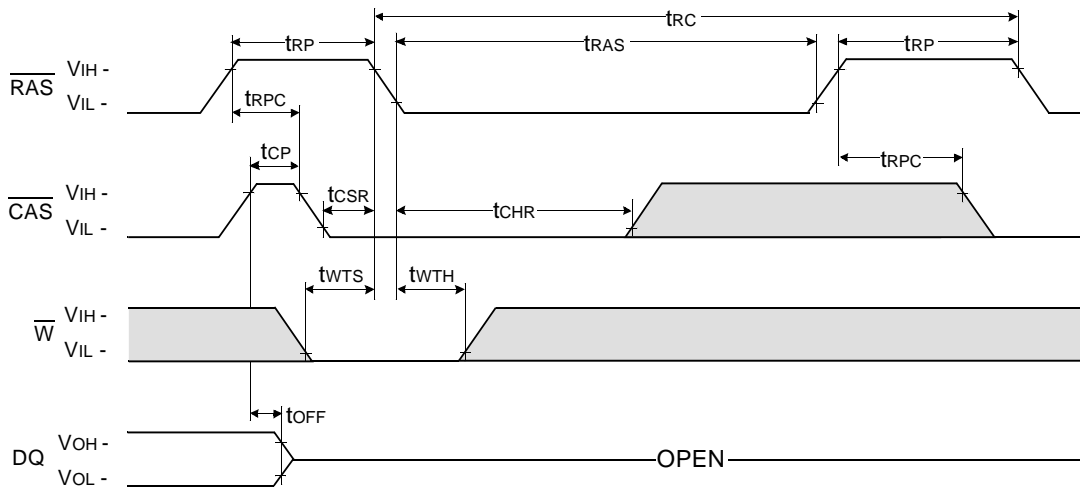 tRC
tRP tRAS tRP
RAS VIH -
VIL -
tRPC
tCP tRPC
CAS VIH -
VIL -
tCSR tCHR
tWTS tWTH
W VIH -
VIL -
tOFF
DQ VOH -
VOL -
OPEN